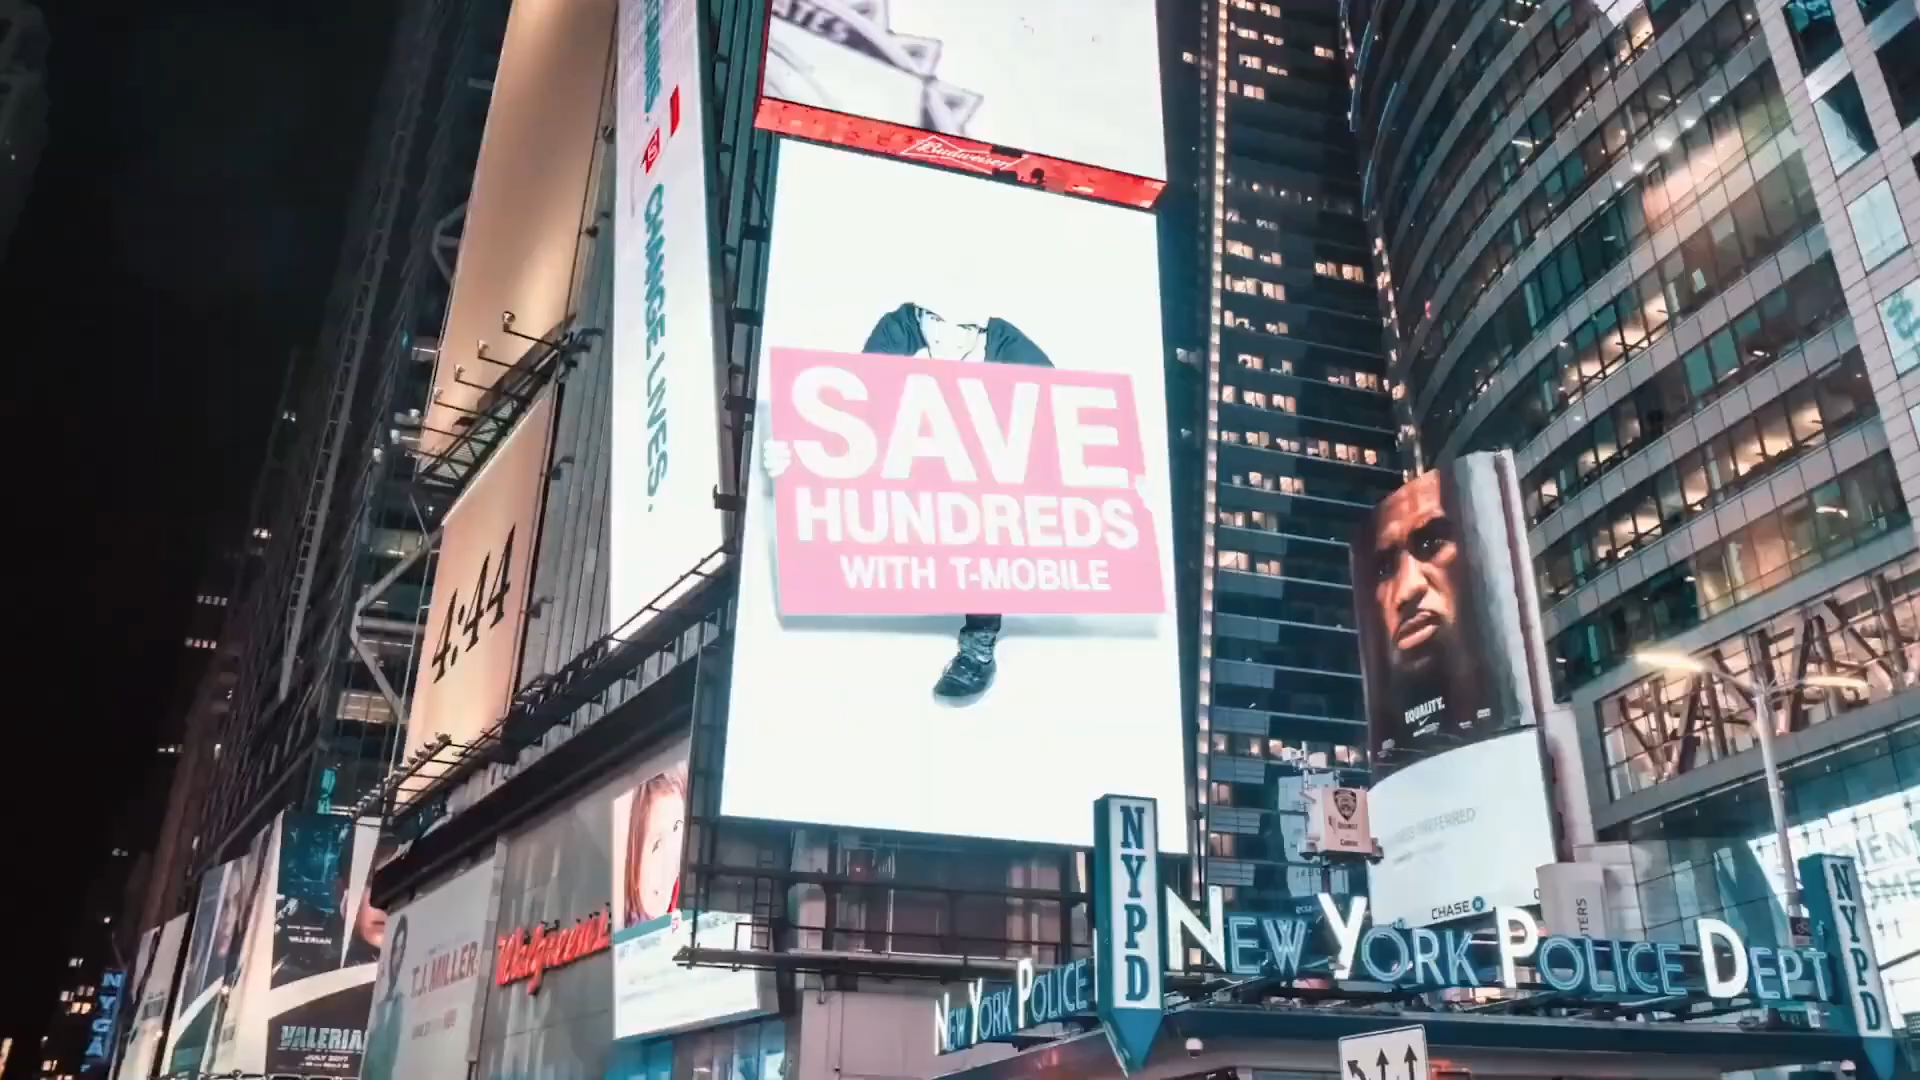 Budweiser
CHANGE LIVES.
SAVE
HUNDREDS
WITH T-MOBILE
4:44
EQUALITY.
CHASE
VALERIAN
T.J. MILLER
Walgreens
VALERIAN
JULY 2017
NYPD
NEW YORK POLICE DEPT
NEW YORK POLICE
NYPD